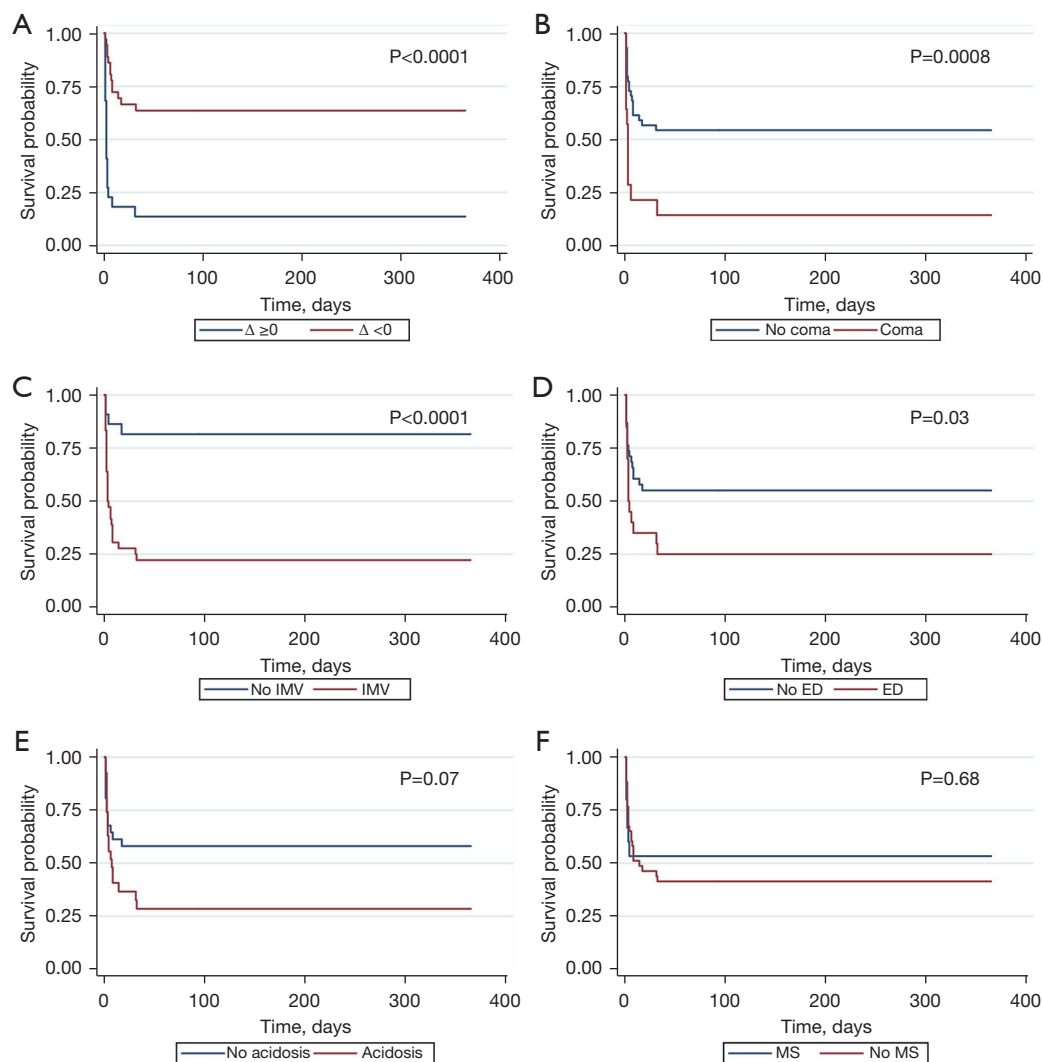 A
P<0.0001
Survival probability
1.00
0.75
0.50
0.25
0.00
0 100 200 300 400
Time, days
Δ ≥0 Δ <0
B
P=0.0008
Survival probability
1.00
0.75
0.50
0.25
0.00
0 100 200 300 400
Time, days
No coma Coma
C
P<0.0001
Survival probability
1.00
0.75
0.50
0.25
0.00
0 100 200 300 400
Time, days
No IMV IMV
D
P=0.03
Survival probability
1.00
0.75
0.50
0.25
0.00
0 100 200 300 400
Time, days
No ED ED
E
P=0.07
Survival probability
1.00
0.75
0.50
0.25
0.00
0 100 200 300 400
Time, days
No acidosis Acidosis
F
P=0.68
Survival probability
1.00
0.75
0.50
0.25
0.00
0 100 200 300 400
Time, days
MS No MS